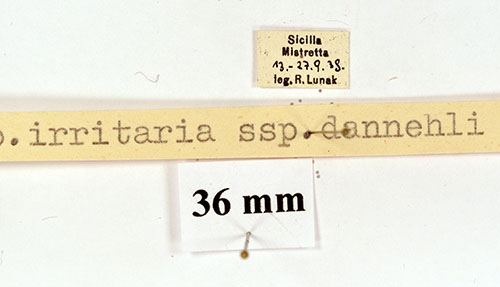 Sicilia
Mistretta
13.-27.9.38.
leg. R. Lunak
o. irritaria ssp. dannehli
36 mm